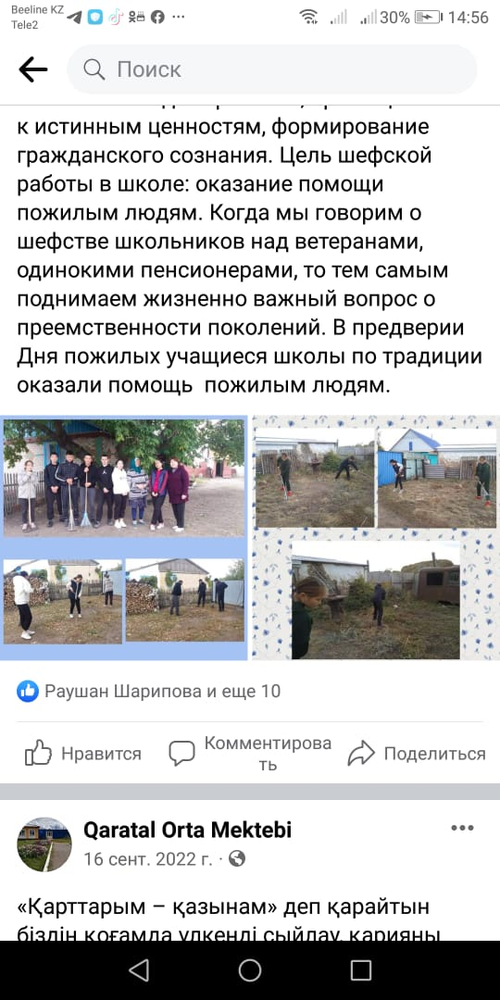 Beeline KZ
Tele2
30%
14:56
Поиск
к истинным ценностям, формирование
гражданского сознания. Цель шефской
работы в школе: оказание помощи
пожилым людям. Когда мы говорим о
шефстве школьников над ветеранами,
одинокими пенсионерами, то тем самым
поднимаем жизненно важный вопрос о
преемственности поколений. В предверии
Дня пожилых учащиеся школы по традиции
оказали помощь  пожилым людям.
Раушан Шарипова и еще 10
Нравится
Комментирова
ть
Поделиться
Qaratal Orta Mektebi
16 сент. 2022 г. ·
«Қарттарым – қазынам» деп қарайтын
біздің қоғамда үлкенді сыйлау, қарияны